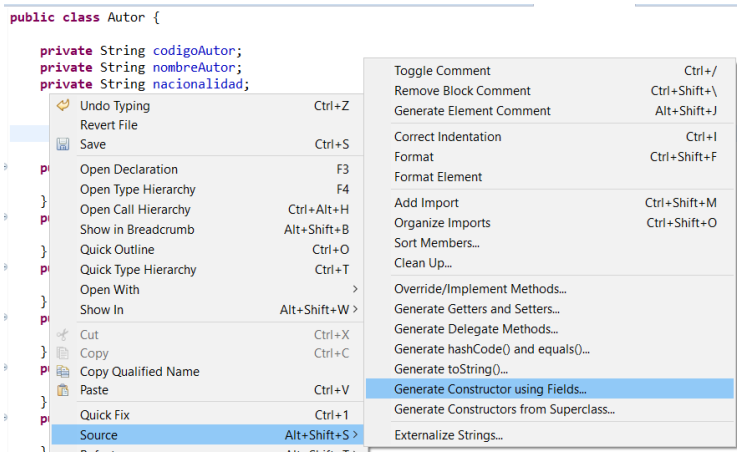 public class Autor {
private String codigoAutor;
private String nombreAutor;
private String nacionalidad;
Undo Typing Ctrl+Z
Revert File
Save Ctrl+S
Open Declaration F3
Open Type Hierarchy F4
Open Call Hierarchy Ctrl+Alt+H
Show in Breadcrumb Alt+Shift+B
Quick Outline Ctrl+O
Quick Type Hierarchy Ctrl+T
Open With >
Show In Alt+Shift+W >
Cut Ctrl+X
Copy Ctrl+C
Copy Qualified Name
Paste Ctrl+V
Quick Fix Ctrl+1
Source Alt+Shift+S >
Toggle Comment Ctrl+/
Remove Block Comment Ctrl+Shift+\
Generate Element Comment Alt+Shift+J
Correct Indentation Ctrl+I
Format Ctrl+Shift+F
Format Element
Add Import Ctrl+Shift+M
Organize Imports Ctrl+Shift+O
Sort Members...
Clean Up...
Override/Implement Methods...
Generate Getters and Setters...
Generate Delegate Methods...
Generate hashCode() and equals()...
Generate toString()...
Generate Constructor using Fields...
Generate Constructors from Superclass...
Externalize Strings...